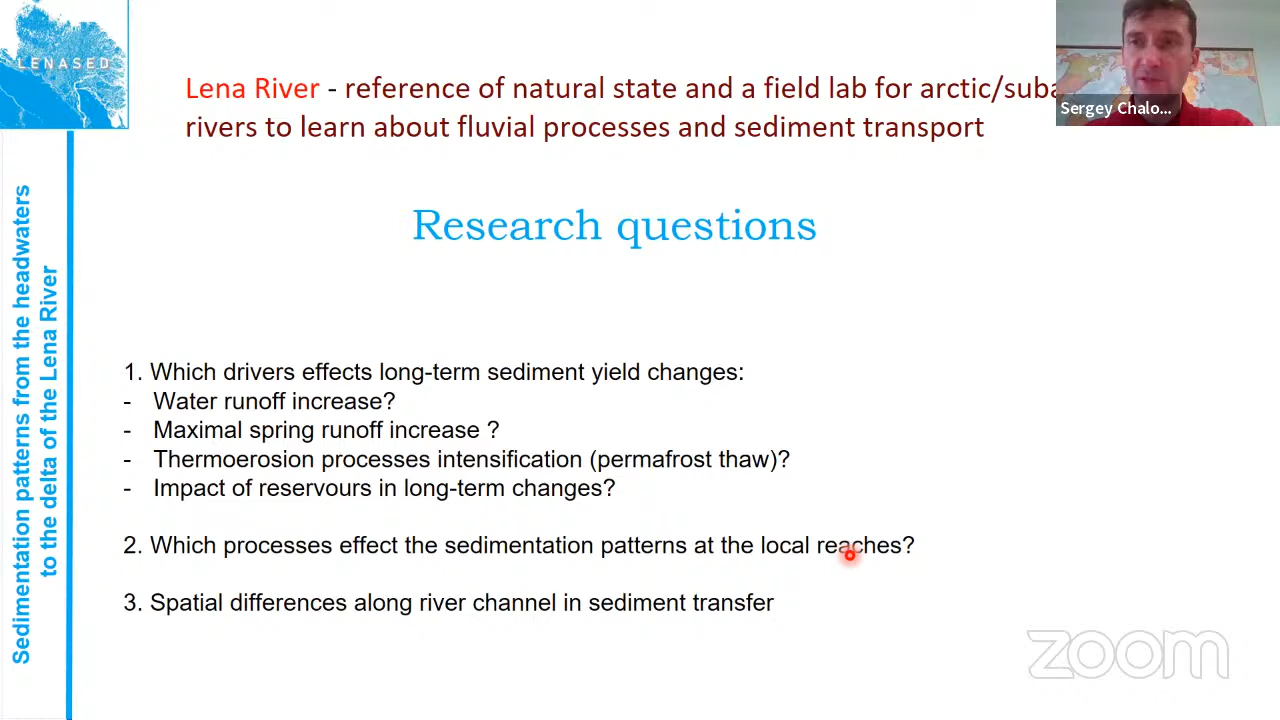 LENASED
Lena River - reference of natural state and a field lab for arctic/suba
rivers to learn about fluvial processes and sediment transport
Sergey Chalo...
Research questions
Sedimentation patterns from the headwaters
to the delta of the Lena River
1. Which drivers effects long-term sediment yield changes:
- Water runoff increase?
- Maximal spring runoff increase ?
- Thermoerosion processes intensification (permafrost thaw)?
- Impact of reservours in long-term changes?
2. Which processes effect the sedimentation patterns at the local reaches?
3. Spatial differences along river channel in sediment transfer
zoom